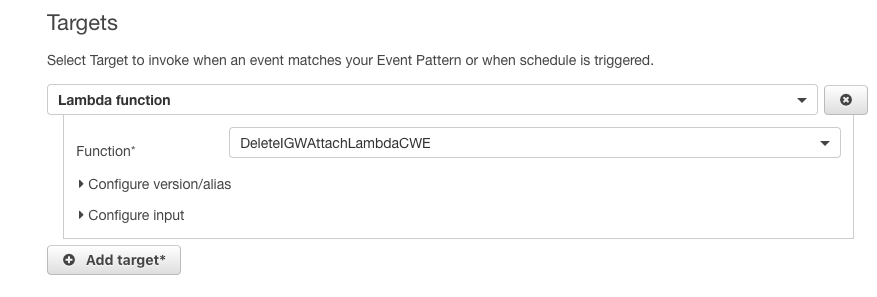 Targets
Select Target to invoke when an event matches your Event Pattern or when schedule is triggered.
Lambda function
Function* DeleteIGWAttachLambdaCWE
Configure version/alias
Configure input
Add target*